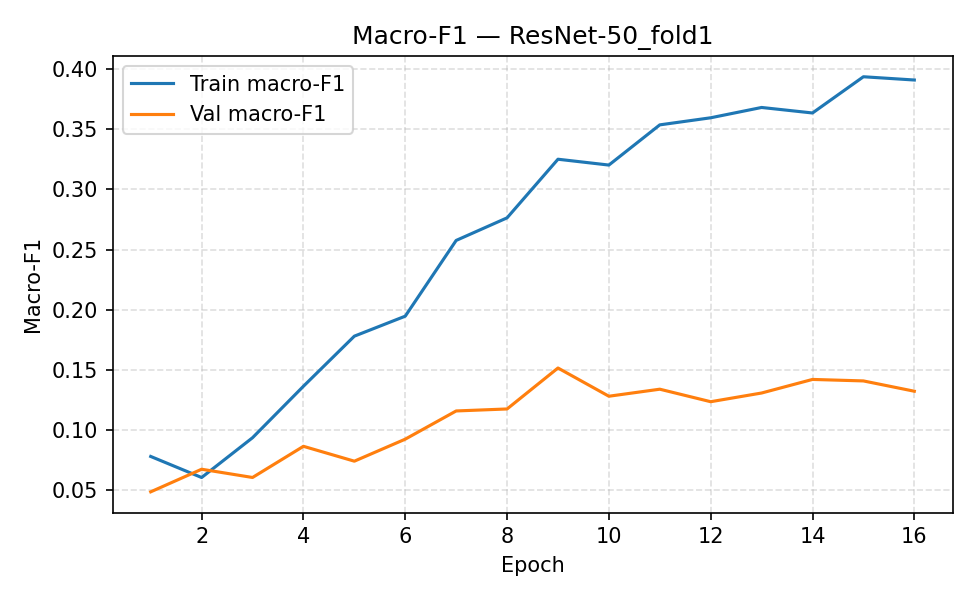 Macro-F1 — ResNet-50_fold1
Train macro-F1
Val macro-F1
Macro-F1
0.40
0.35
0.30
0.25
0.20
0.15
0.10
0.05
2 4 6 8 10 12 14 16
Epoch